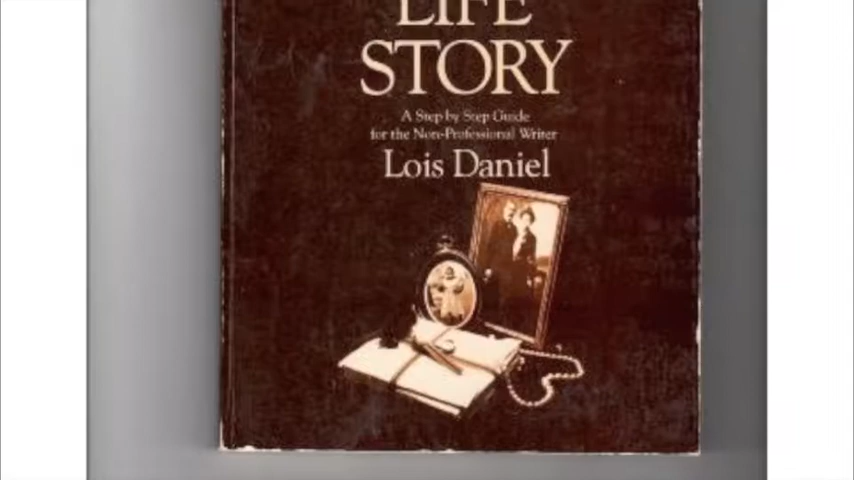 LIFE
STORY
A Step by Step Guide
for the Non-Professional Writer
Lois Daniel